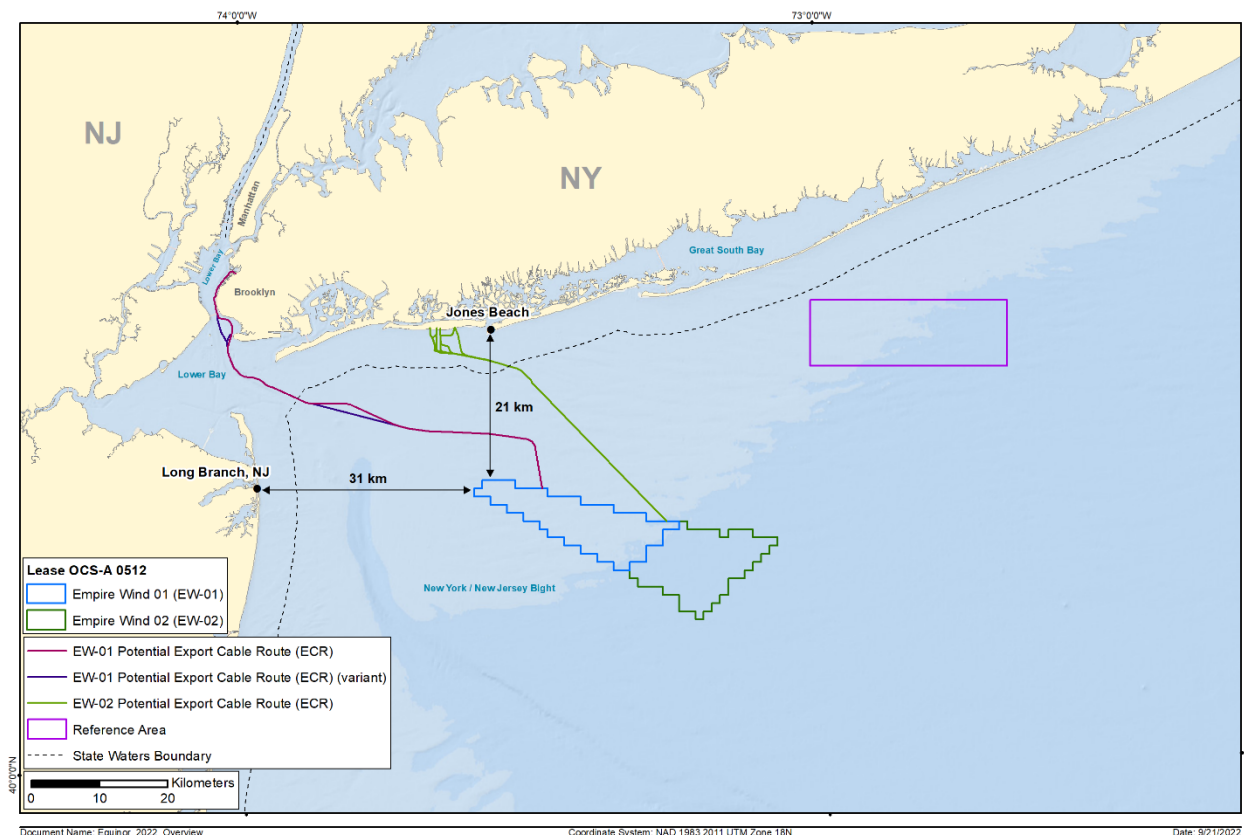 74°0'0"W
73°0'0"W
NJ
NY
Manhattan
Lower Bay
Brooklyn
Great South Bay
Jones Beach
Lower Bay
21 km
Long Branch, NJ
31 km
New York / New Jersey Bight
Lease OCS-A 0512
Empire Wind 01 (EW-01)
Empire Wind 02 (EW-02)
EW-01 Potential Export Cable Route (ECR)
EW-01 Potential Export Cable Route (ECR) (variant)
EW-02 Potential Export Cable Route (ECR)
Reference Area
State Waters Boundary
Kilometers
0 10 20
40°0'0"N
Document Name: Equinor_2022_Overview
Coordinate System: NAD 1983 2011 UTM Zone 18N
Date: 9/21/2022